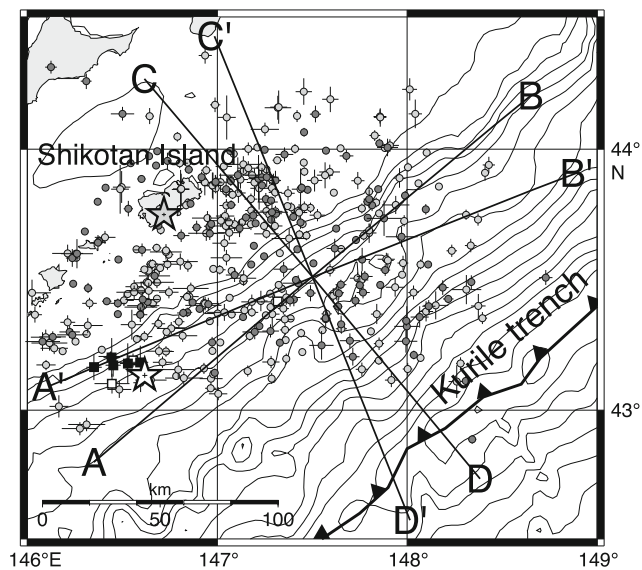 C'
C
B
Shikotan Island
44°
N
B'
Kurile trench
A'
43°
A
km
0
50
100
D
D'
146°E
147°
148°
149°